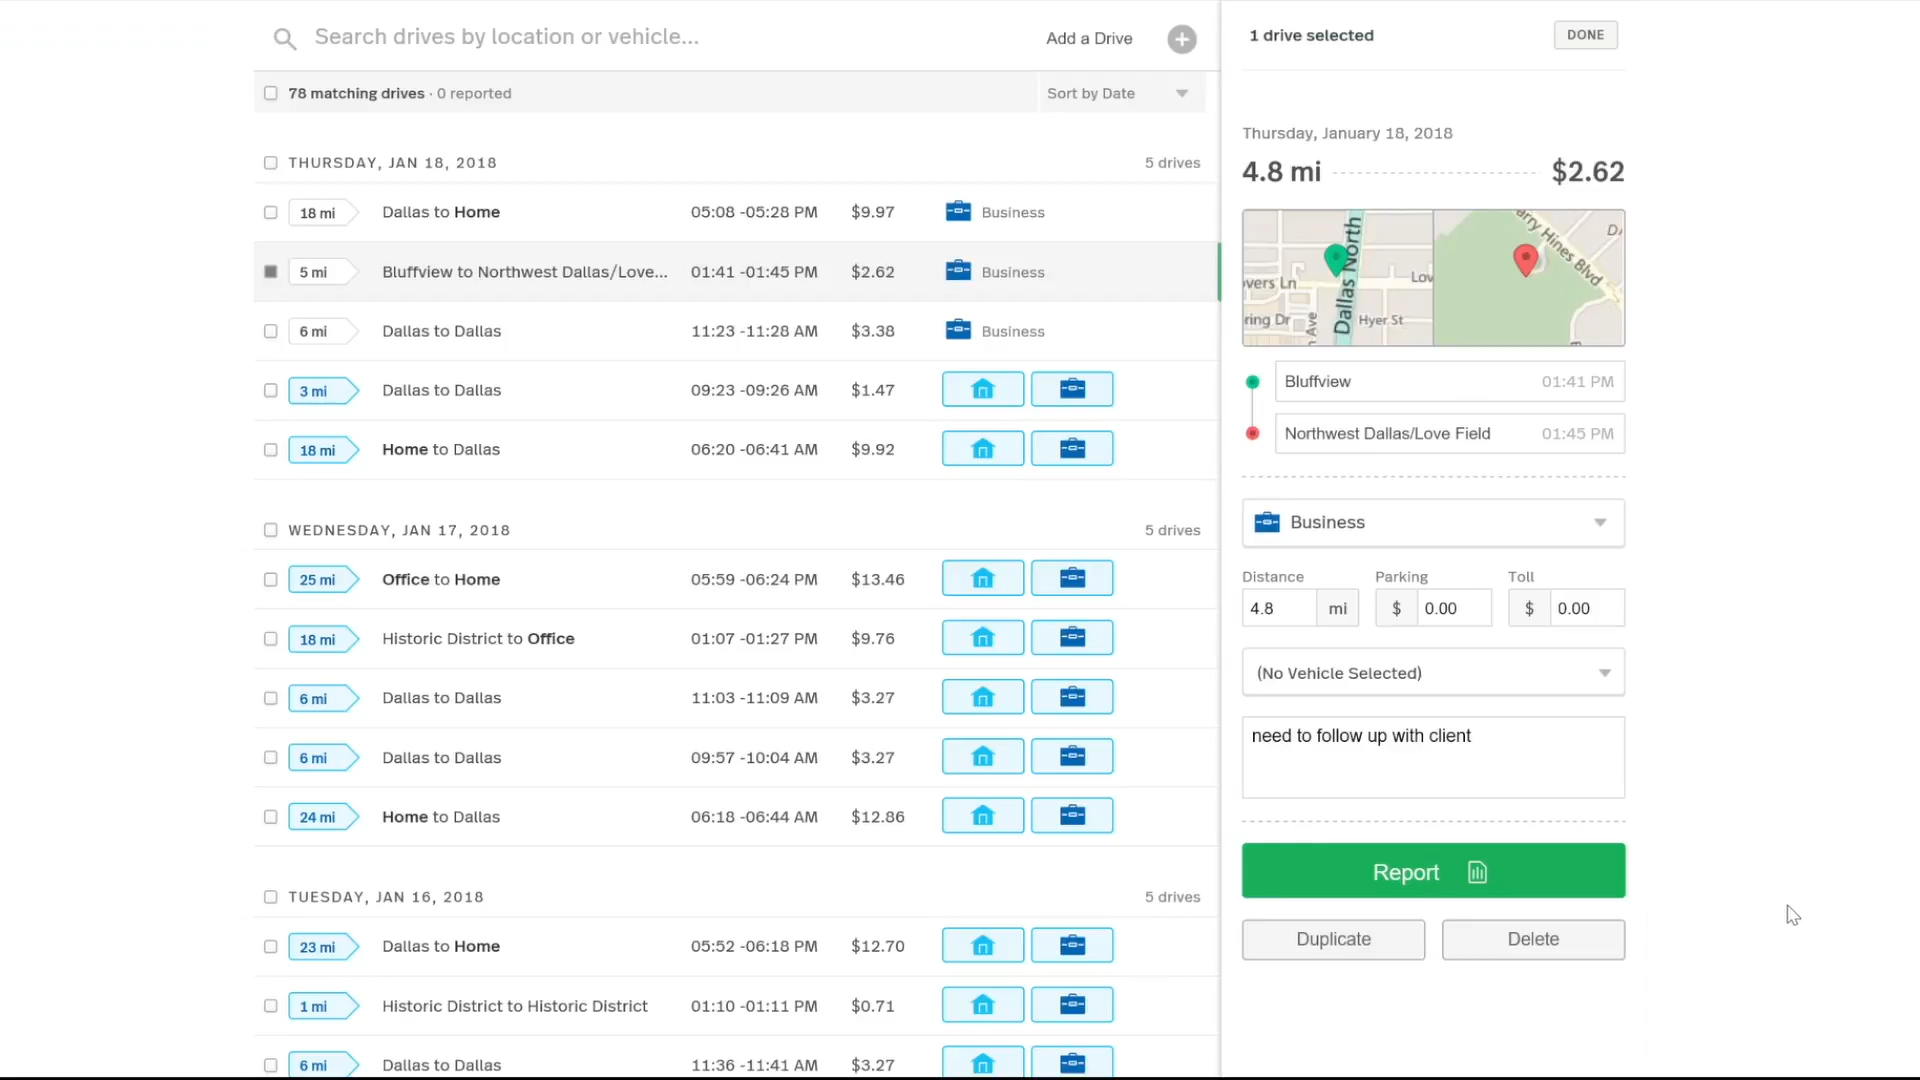 Search drives by location or vehicle...
Add a Drive
78 matching drives · 0 reported
Sort by Date
THURSDAY, JAN 18, 2018
5 drives
18 mi Dallas to Home 05:08 -05:28 PM $9.97 Business
5 mi Bluffview to Northwest Dallas/Love... 01:41 -01:45 PM $2.62 Business
6 mi Dallas to Dallas 11:23 -11:28 AM $3.38 Business
3 mi Dallas to Dallas 09:23 -09:26 AM $1.47
18 mi Home to Dallas 06:20 -06:41 AM $9.92
WEDNESDAY, JAN 17, 2018
5 drives
25 mi Office to Home 05:59 -06:24 PM $13.46
18 mi Historic District to Office 01:07 -01:27 PM $9.76
6 mi Dallas to Dallas 11:03 -11:09 AM $3.27
6 mi Dallas to Dallas 09:57 -10:04 AM $3.27
24 mi Home to Dallas 06:18 -06:44 AM $12.86
TUESDAY, JAN 16, 2018
5 drives
23 mi Dallas to Home 05:52 -06:18 PM $12.70
1 mi Historic District to Historic District 01:10 -01:11 PM $0.71
6 mi Dallas to Dallas 11:36 -11:41 AM $3.27
1 drive selected
DONE
Thursday, January 18, 2018
4.8 mi $2.62
Dallas North
vers Ln
Lov
ring Dr
Ave
Hyer St
arry Hines Blvd
Bluffview 01:41 PM
Northwest Dallas/Love Field 01:45 PM
Business
Distance Parking Toll
4.8 mi $ 0.00 $ 0.00
(No Vehicle Selected)
need to follow up with client
Report
Duplicate
Delete